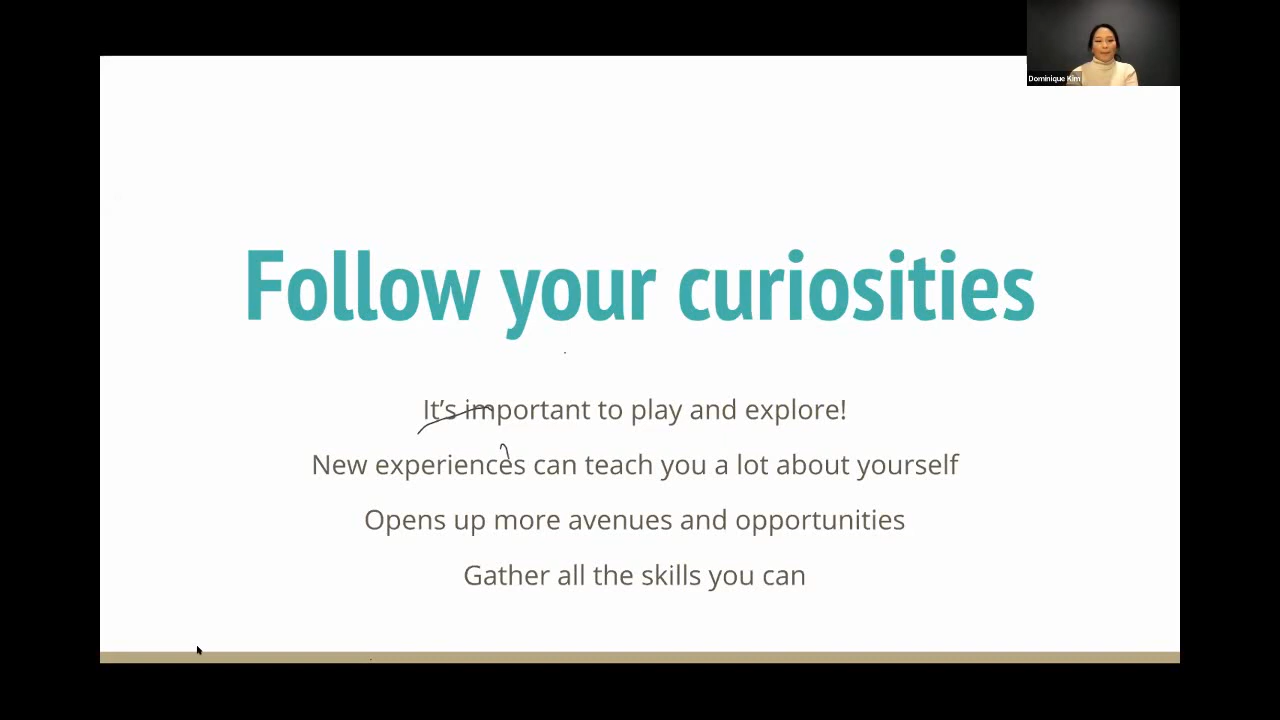 Dominique Kim
Follow your curiosities
It's important to play and explore!
New experiences can teach you a lot about yourself
Opens up more avenues and opportunities
Gather all the skills you can